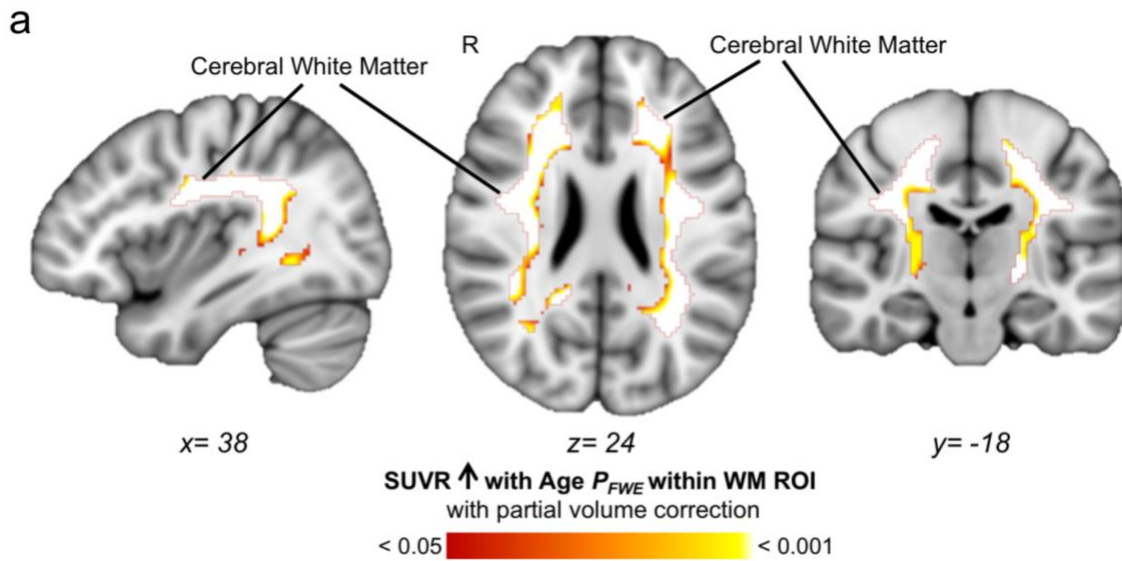 a
R
Cerebral White Matter
Cerebral White Matter
x= 38
z= 24
y= -18
SUVR ↑ with Age P_FWE within WM ROI
with partial volume correction
< 0.05
< 0.001